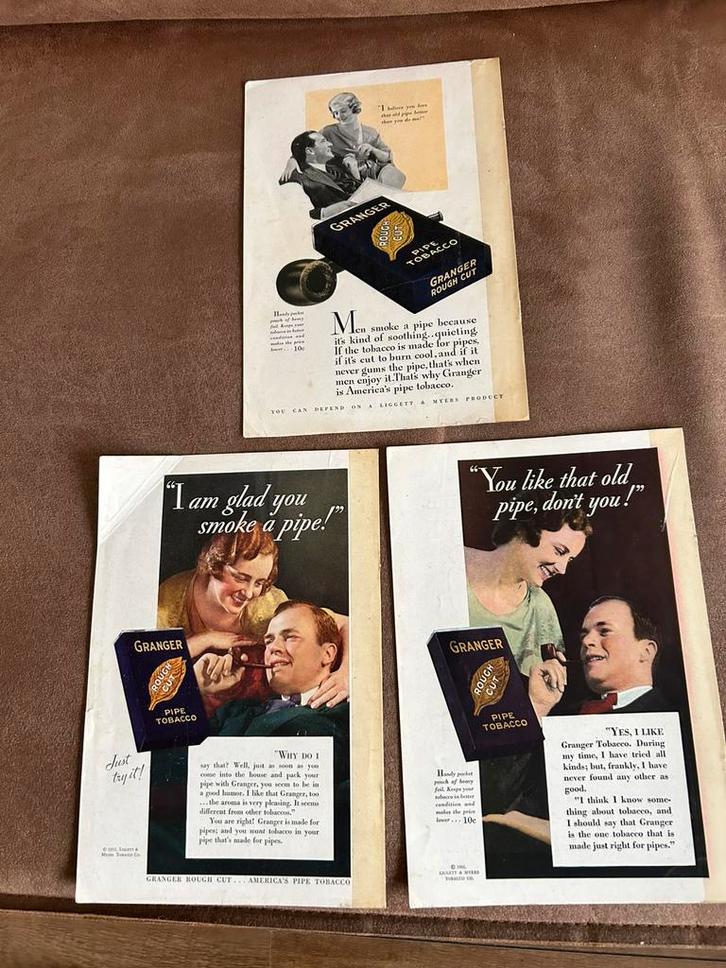 "I believe you love
that old pipe better
than you do me!"
GRANGER
ROUGH
CUT
PIPE
TOBACCO
GRANGER
ROUGH CUT
Handy pocket
pouch of heavy
foil. Keeps your
tobacco in better
condition and
makes the price
lower . . . 10c
Men smoke a pipe because
it's kind of soothing..quieting.
If the tobacco is made for pipes,
if it's cut to burn cool, and if it
never gums the pipe, that's when
men enjoy it. That's why Granger
is America's pipe tobacco.
YOU CAN DEPEND ON A LIGGETT & MYERS PRODUCT
"I am glad you
smoke a pipe!"
GRANGER
ROUGH
CUT
PIPE
TOBACCO
Just
try it!
"WHY DO I
say that? Well, just as soon as you
come into the house and pack your
pipe with Granger, you seem to be in
a good humor. I like that Granger, too
...the aroma is very pleasing. It seems
different from other tobaccos."
You are right! Granger is made for
pipes; and you want tobacco in your
pipe that's made for pipes.
LIGGETT &
MYERS TOBACCO CO.
GRANGER ROUGH CUT . . . AMERICA'S PIPE TOBACCO
"You like that old
pipe, don't you!"
GRANGER
ROUGH
CUT
PIPE
TOBACCO
Handy pocket
pouch of heavy
foil. Keeps your
tobacco in better
condition and
makes the price
lower . . . 10c
"YES, I LIKE
Granger Tobacco. During
my time, I have tried all
kinds; but, frankly, I have
never found any other as
good.
"I think I know some-
thing about tobacco, and
I should say that Granger
is the one tobacco that is
made just right for pipes."
LIGGETT & MYERS
TOBACCO CO.